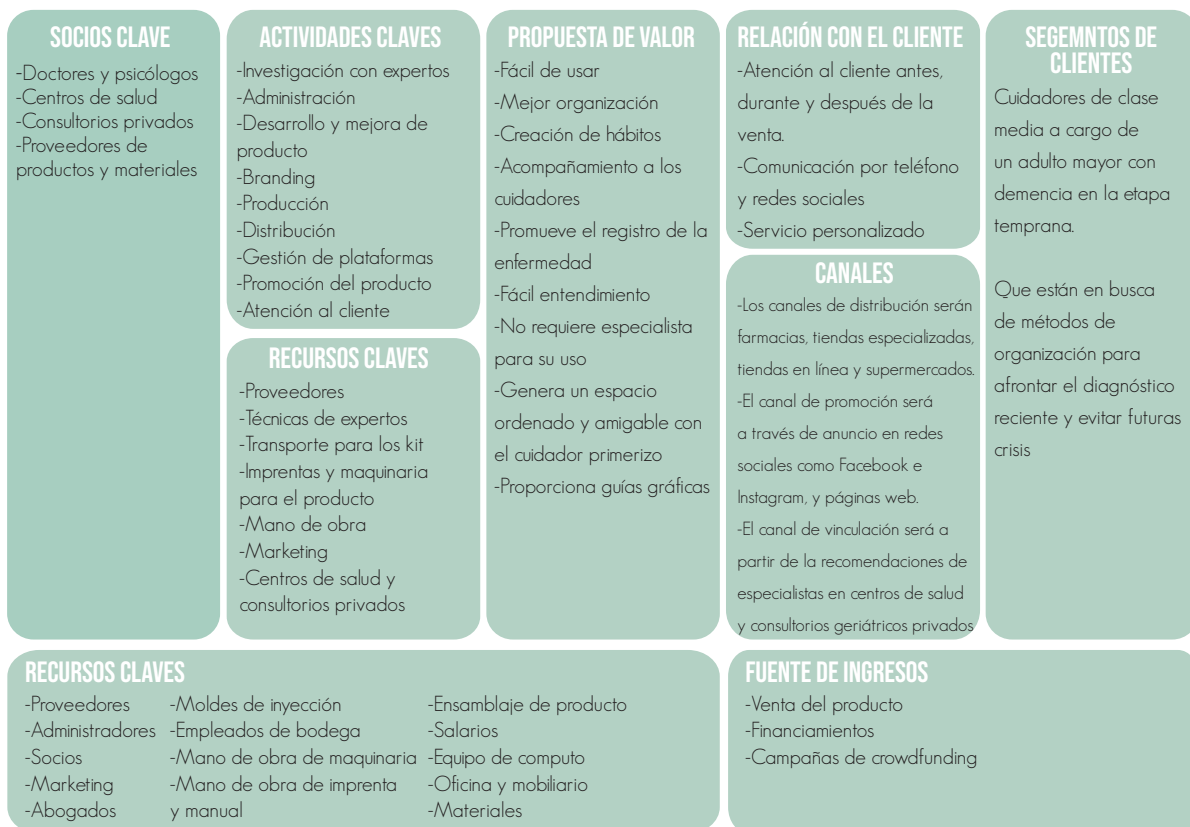 SOCIOS CLAVE
-Doctores y psicólogos
-Centros de salud
-Consultorios privados
-Proveedores de
productos y materiales
ACTIVIDADES CLAVES
-Investigación con expertos
-Administración
-Desarrollo y mejora de
producto
-Branding
-Producción
-Distribución
-Gestión de plataformas
-Promoción del producto
-Atención al cliente
RECURSOS CLAVES
-Proveedores
-Técnicas de expertos
-Transporte para los kit
-Imprentas y maquinaria
para el producto
-Mano de obra
-Marketing
-Centros de salud y
consultorios privados
PROPUESTA DE VALOR
-Fácil de usar
-Mejor organización
-Creación de hábitos
-Acompañamiento a los
cuidadores
-Promueve el registro de la
enfermedad
-Fácil entendimiento
-No requiere especialista
para su uso
-Genera un espacio
ordenado y amigable con
el cuidador primerizo
-Proporciona guías gráficas
RELACIÓN CON EL CLIENTE
-Atención al cliente antes,
durante y después de la
venta.
-Comunicación por teléfono
y redes sociales
-Servicio personalizado
CANALES
-Los canales de distribución serán
farmacias, tiendas especializadas,
tiendas en línea y supermercados.
-El canal de promoción será
a través de anuncio en redes
sociales como Facebook e
Instagram, y páginas web.
-El canal de vinculación será a
partir de la recomendaciones de
especialistas en centros de salud
y consultorios geriátricos privados
SEGEMNTOS DE
CLIENTES
Cuidadores de clase
media a cargo de
un adulto mayor con
demencia en la etapa
temprana.
Que están en busca
de métodos de
organización para
afrontar el diagnóstico
reciente y evitar futuras
crisis
RECURSOS CLAVES
-Proveedores
-Administradores
-Socios
-Marketing
-Abogados
-Moldes de inyección
-Empleados de bodega
-Mano de obra de maquinaria
-Mano de obra de imprenta
y manual
-Ensamblaje de producto
-Salarios
-Equipo de computo
-Oficina y mobiliario
-Materiales
FUENTE DE INGRESOS
-Venta del producto
-Financiamientos
-Campañas de crowdfunding